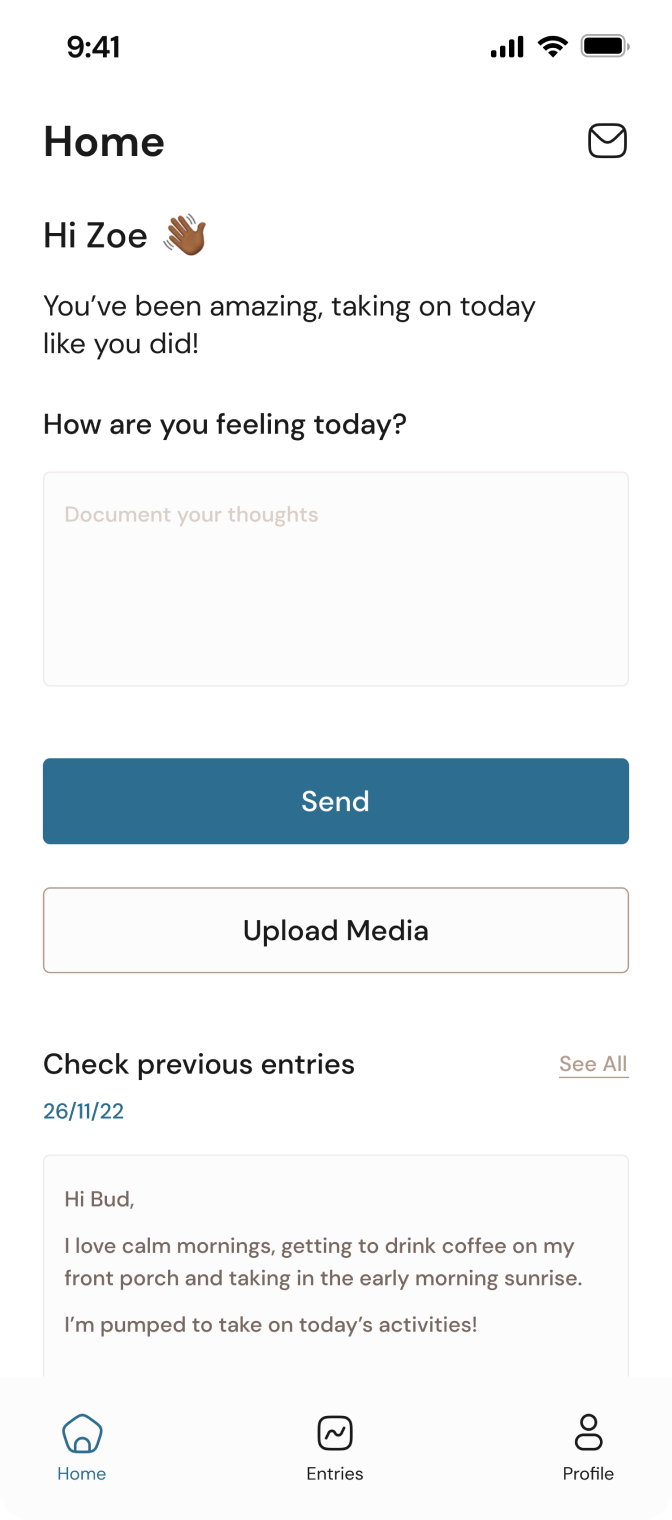 9:41
Home
Hi Zoe 👋🏾
You’ve been amazing, taking on today
like you did!
How are you feeling today?
Document your thoughts
Send
Upload Media
Check previous entries
See All
26/11/22
Hi Bud,
I love calm mornings, getting to drink coffee on my
front porch and taking in the early morning sunrise.
I’m pumped to take on today’s activities!
Home
Entries
Profile